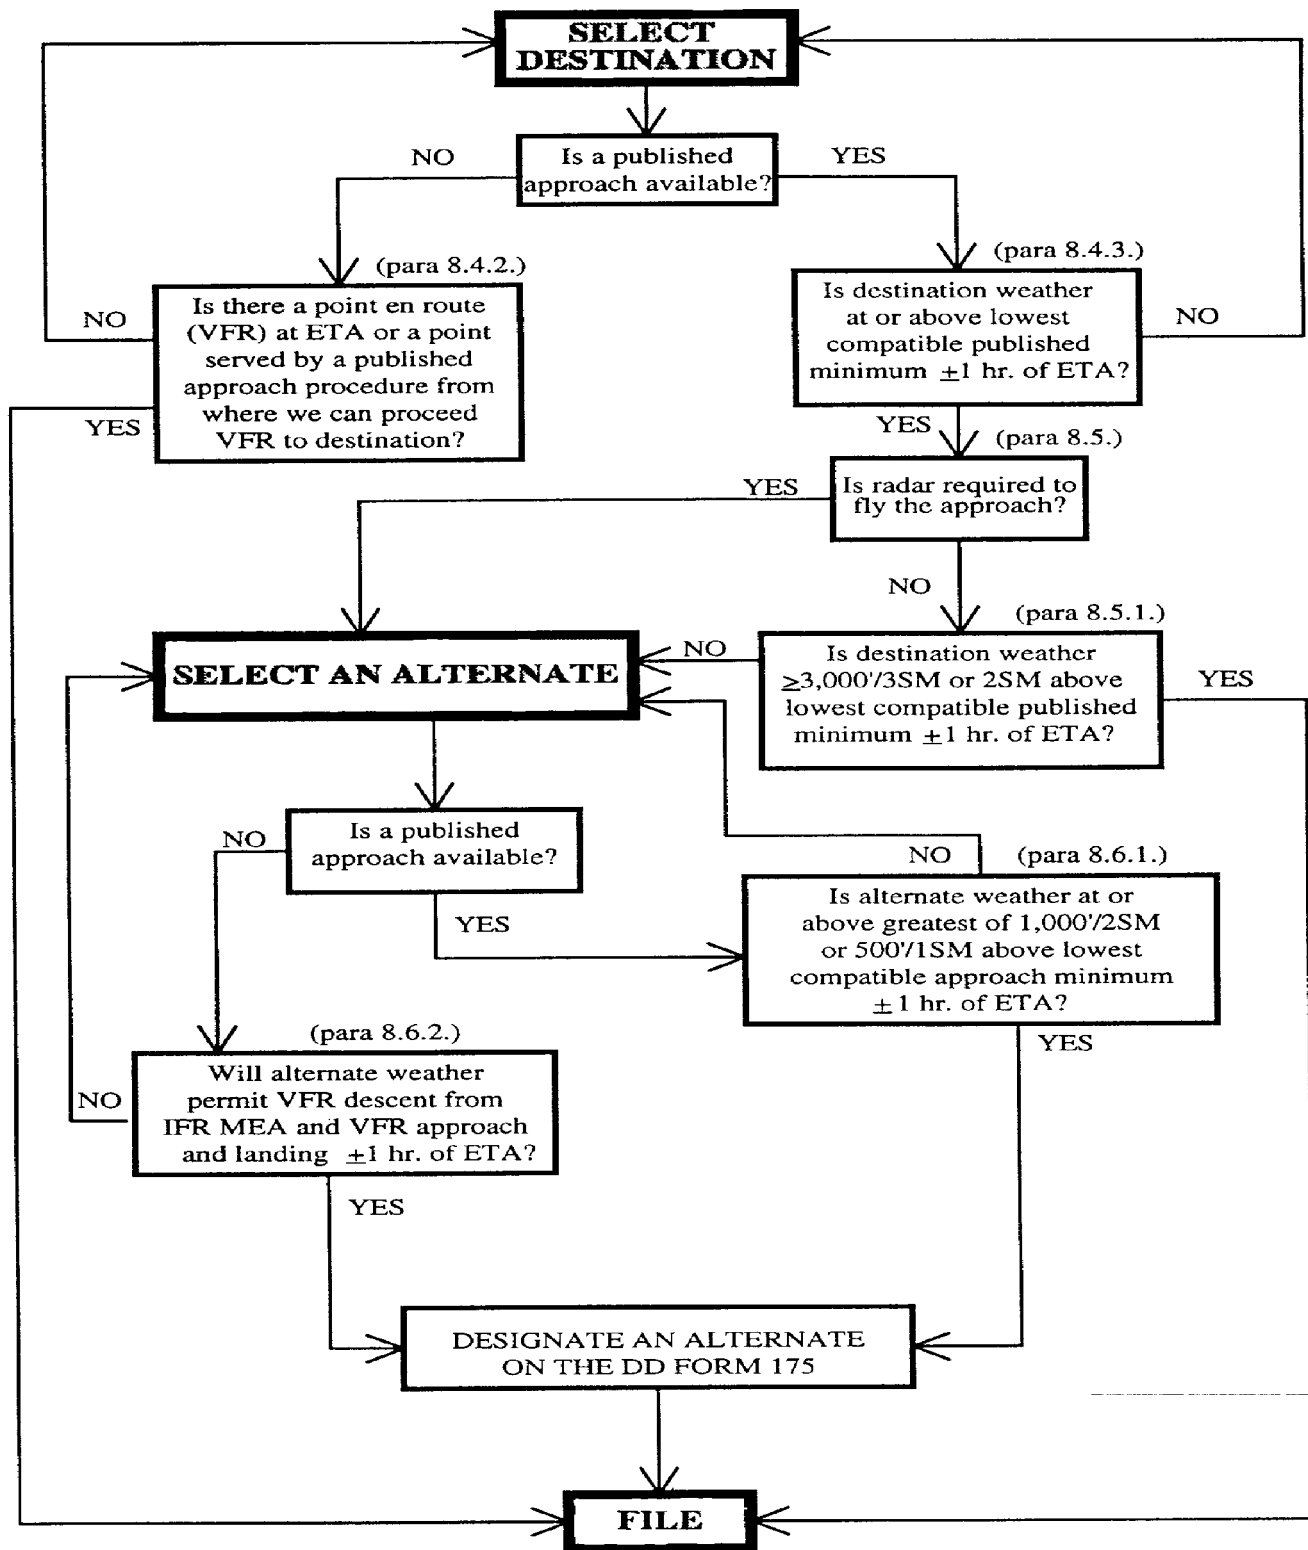 SELECT
DESTINATION
NO
Is a published
approach available?
YES
(para 8.4.2.)
(para 8.4.3.)
NO
Is there a point en route
(VFR) at ETA or a point
served by a published
approach procedure from
where we can proceed
VFR to destination?
YES
Is destination weather
at or above lowest
compatible published
minimum ±1 hr. of ETA?
NO
YES
(para 8.5.)
YES
Is radar required to
fly the approach?
NO
(para 8.5.1.)
SELECT AN ALTERNATE
NO
Is destination weather
≥3,000'/3SM or 2SM above
lowest compatible published
minimum ±1 hr. of ETA?
YES
NO
Is a published
approach available?
YES
NO
(para 8.6.1.)
Is alternate weather at or
above greatest of 1,000'/2SM
or 500'/1SM above lowest
compatible approach minimum
±1 hr. of ETA?
YES
(para 8.6.2.)
NO
Will alternate weather
permit VFR descent from
IFR MEA and VFR approach
and landing ±1 hr. of ETA?
YES
DESIGNATE AN ALTERNATE
ON THE DD FORM 175
FILE